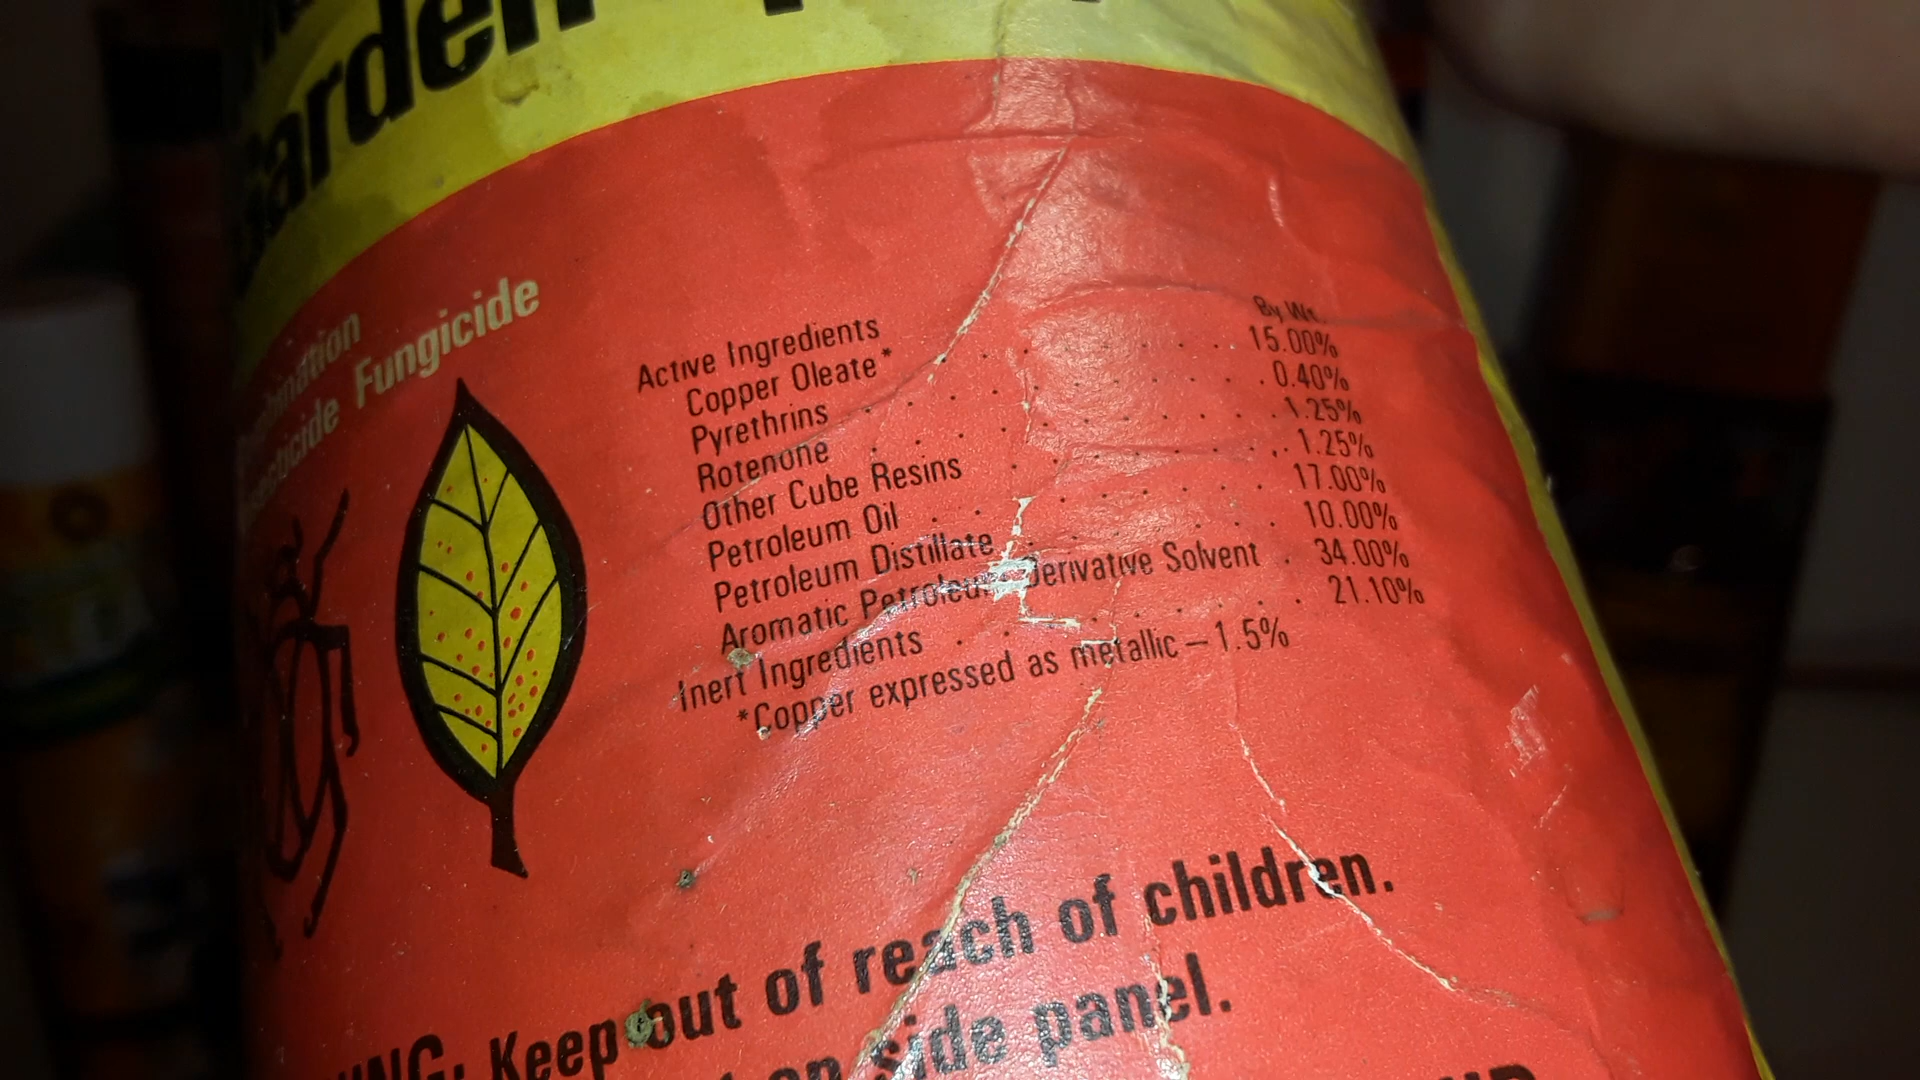 Garden
Fungicide
Active Ingredients By Wt.
Copper Oleate* . . . . . . . 15.00%
Pyrethrins . . . . . . . . . . 0.40%
Rotenone . . . . . . . . . . 1.25%
Other Cube Resins . . . . . . . 1.25%
Petroleum Oil . . . . . . . . 17.00%
Petroleum Distillate . . . . . . 10.00%
Aromatic Petroleum Derivative Solvent . 34.00%
Inert Ingredients . . . . . . . . 21.10%
*Copper expressed as metallic – 1.5%
Keep out of reach of children.
on side panel.